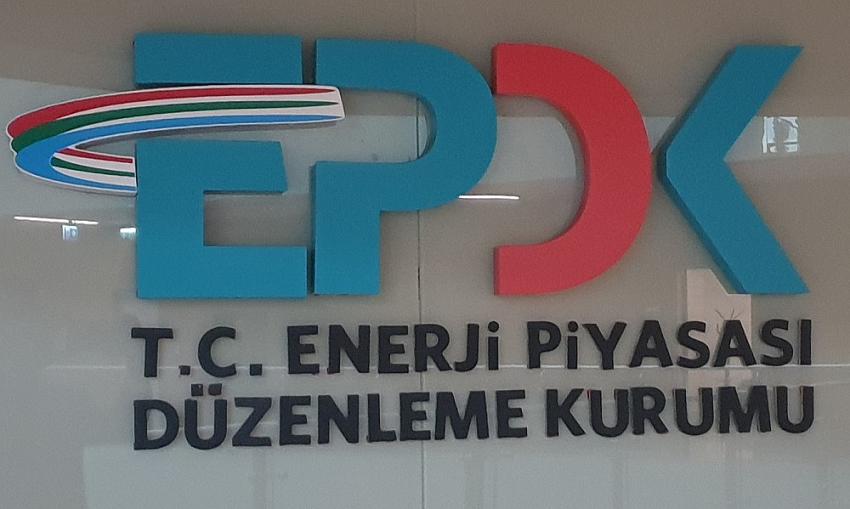 EPDK
T.C. ENERJİ PİYASASI
DÜZENLEME KURUMU